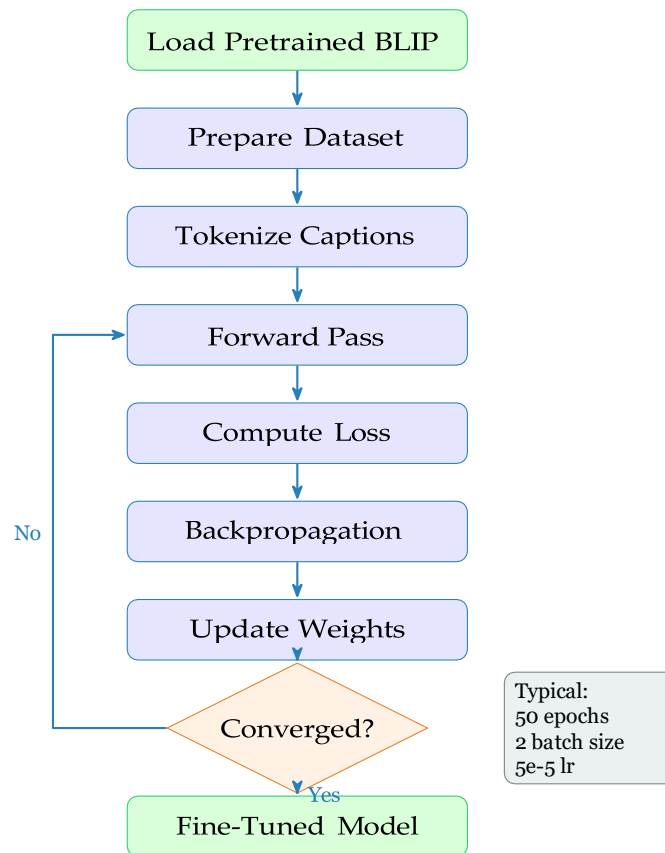 Load Pretrained BLIP
Prepare Dataset
Tokenize Captions
Forward Pass
Compute Loss
Backpropagation
No
Update Weights
Converged?
Typical:
50 epochs
2 batch size
5e-5 lr
Yes
Fine-Tuned Model